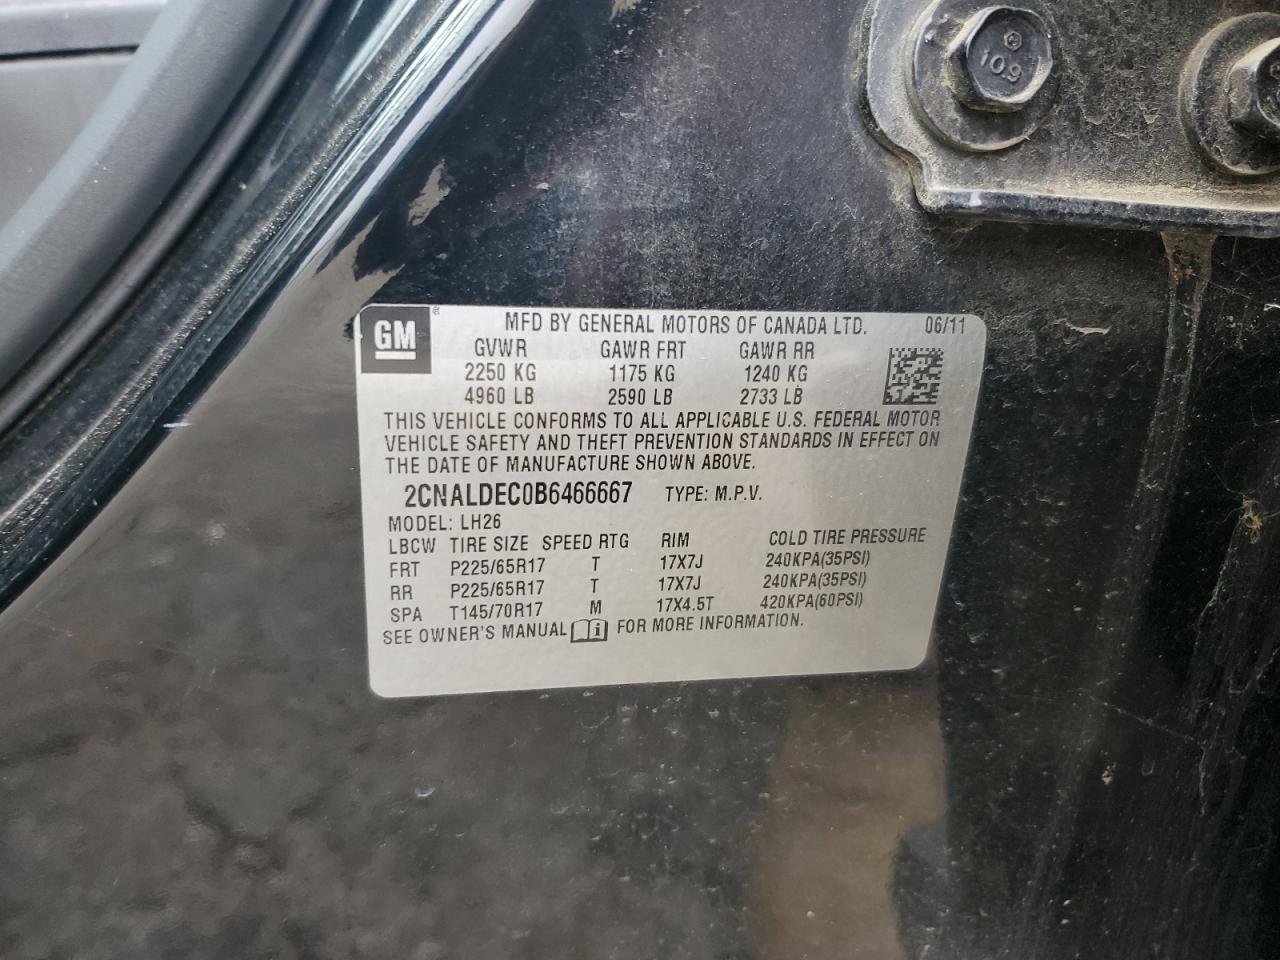 10.9
GM
MFD BY GENERAL MOTORS OF CANADA LTD. 06/11
GVWR GAWR FRT GAWR RR
2250 KG 1175 KG 1240 KG
4960 LB 2590 LB 2733 LB
THIS VEHICLE CONFORMS TO ALL APPLICABLE U.S. FEDERAL MOTOR
VEHICLE SAFETY AND THEFT PREVENTION STANDARDS IN EFFECT ON
THE DATE OF MANUFACTURE SHOWN ABOVE.
2CNALDEC0B6466667 TYPE: M.P.V.
MODEL: LH26
LBCW TIRE SIZE SPEED RTG RIM COLD TIRE PRESSURE
FRT P225/65R17 T 17X7J 240KPA(35PSI)
RR P225/65R17 T 17X7J 240KPA(35PSI)
SPA T145/70R17 M 17X4.5T 420KPA(60PSI)
SEE OWNER'S MANUAL i FOR MORE INFORMATION.